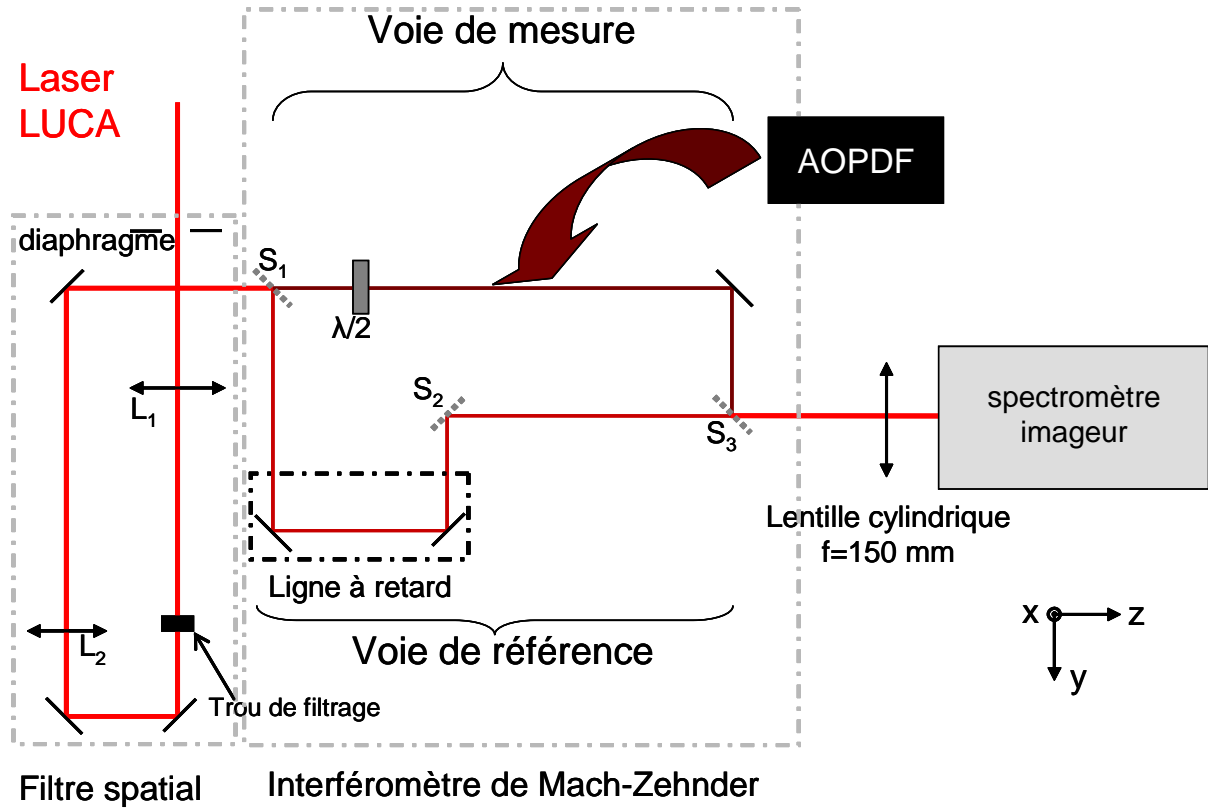 Voie de mesure
Laser
LUCA
AOPDF
diaphragme
S1
λ/2
L1
S2
S3
spectromètre
imageur
Lentille cylindrique
f=150 mm
Ligne à retard
L2
Voie de référence
x
z
y
Trou de filtrage
Filtre spatial
Interféromètre de Mach-Zehnder